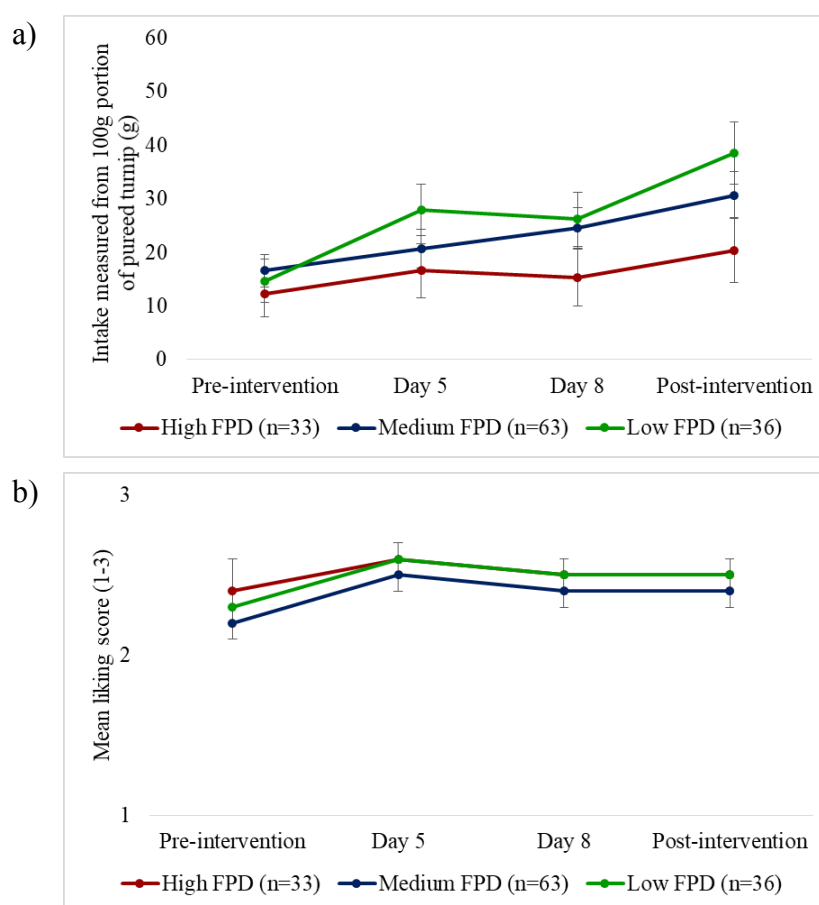 a)
Intake measured from 100g portion
of pureed turnip (g)
60
50
40
30
20
10
0
Pre-intervention Day 5 Day 8 Post-intervention
High FPD (n=33) Medium FPD (n=63) Low FPD (n=36)
b)
Mean liking score (1-3)
3
2
1
Pre-intervention Day 5 Day 8 Post-intervention
High FPD (n=33) Medium FPD (n=63) Low FPD (n=36)